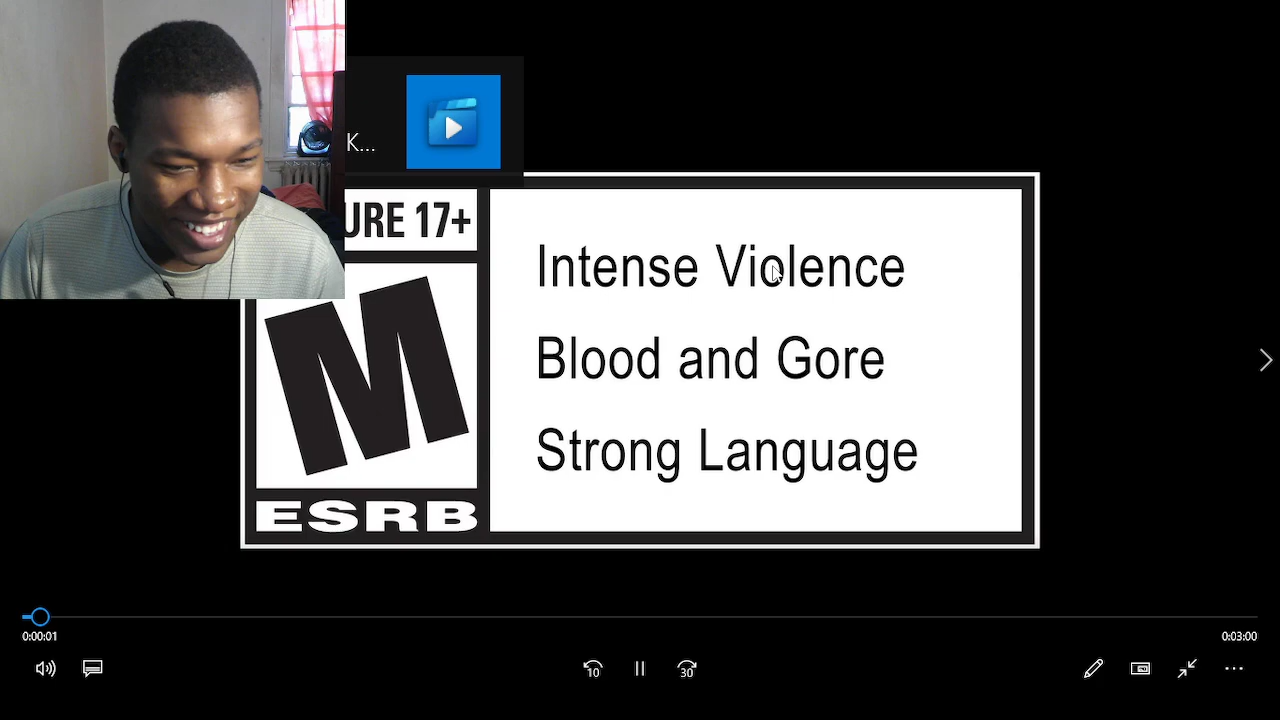 K...
URE 17+
M
ESRB
Intense Violence
Blood and Gore
Strong Language
0:00:01
0:03:00
10
30